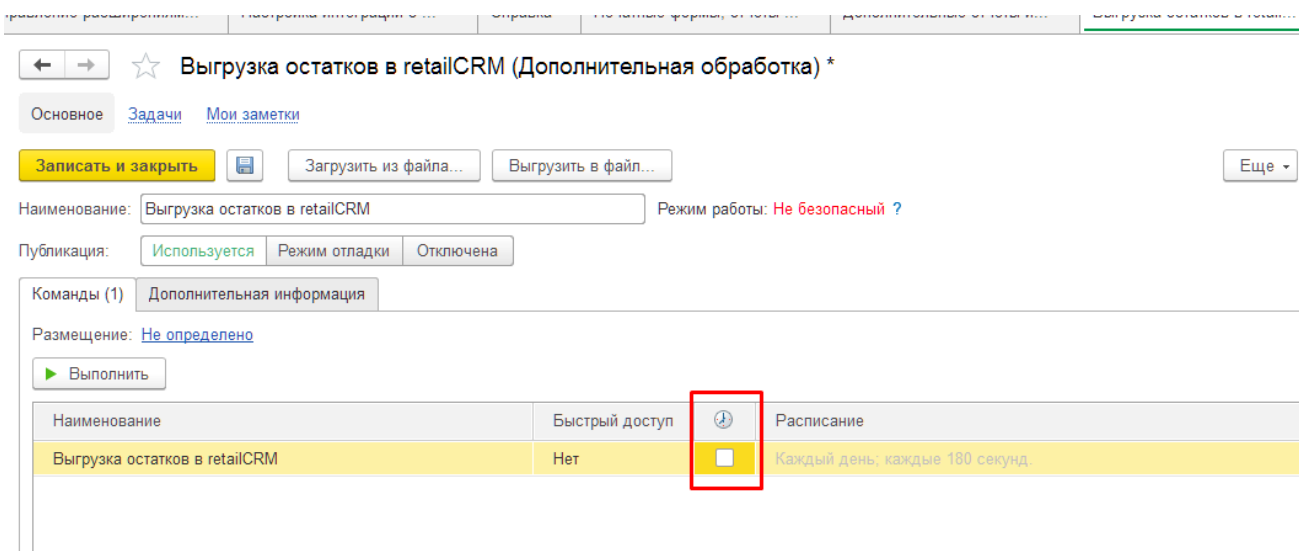 Выгрузка остатков в retailCRM (Дополнительная обработка) *
Основное Задачи Мои заметки
Записать и закрыть Загрузить из файла... Выгрузить в файл... Еще
Наименование: Выгрузка остатков в retailCRM Режим работы: Не безопасный ?
Публикация: Используется Режим отладки Отключена
Команды (1) Дополнительная информация
Размещение: Не определено
Выполнить
Наименование Быстрый доступ Расписание
Выгрузка остатков в retailCRM Нет Каждый день; каждые 180 секунд.